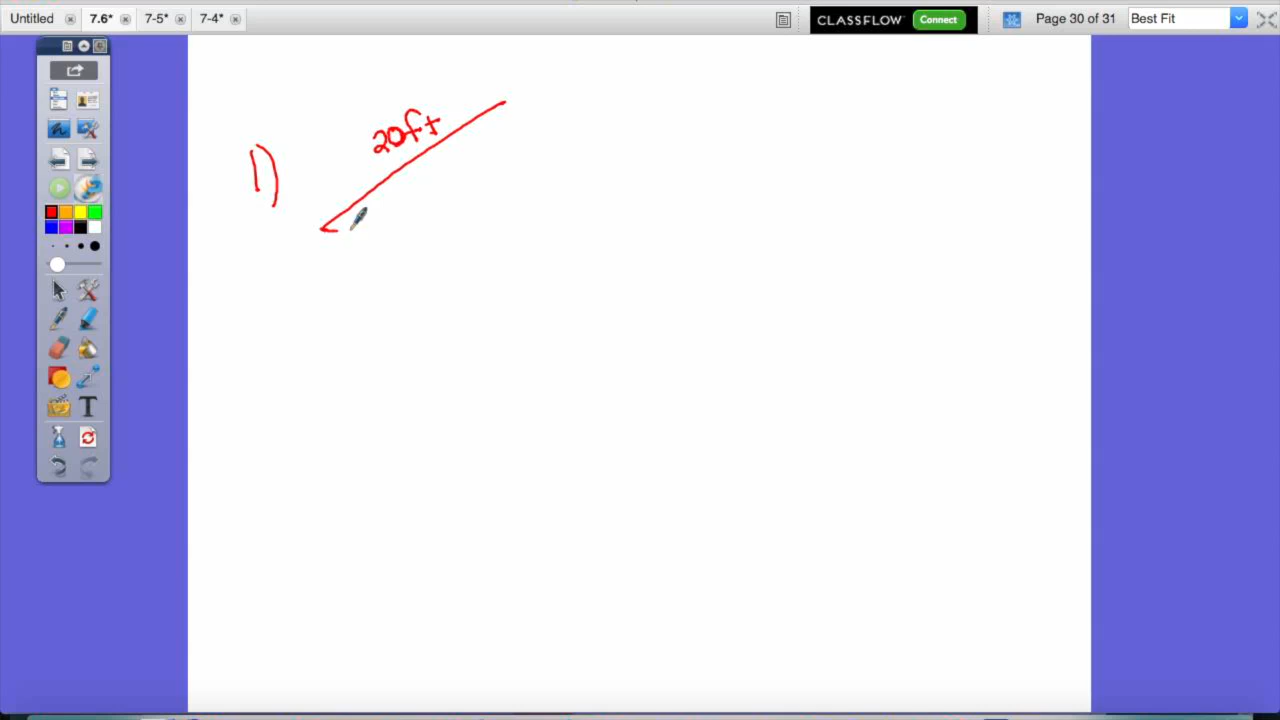 Untitled 7.6* 7-5* 7-4* CLASSFLOW Connect Page 30 of 31 Best Fit
20ft
1)
T